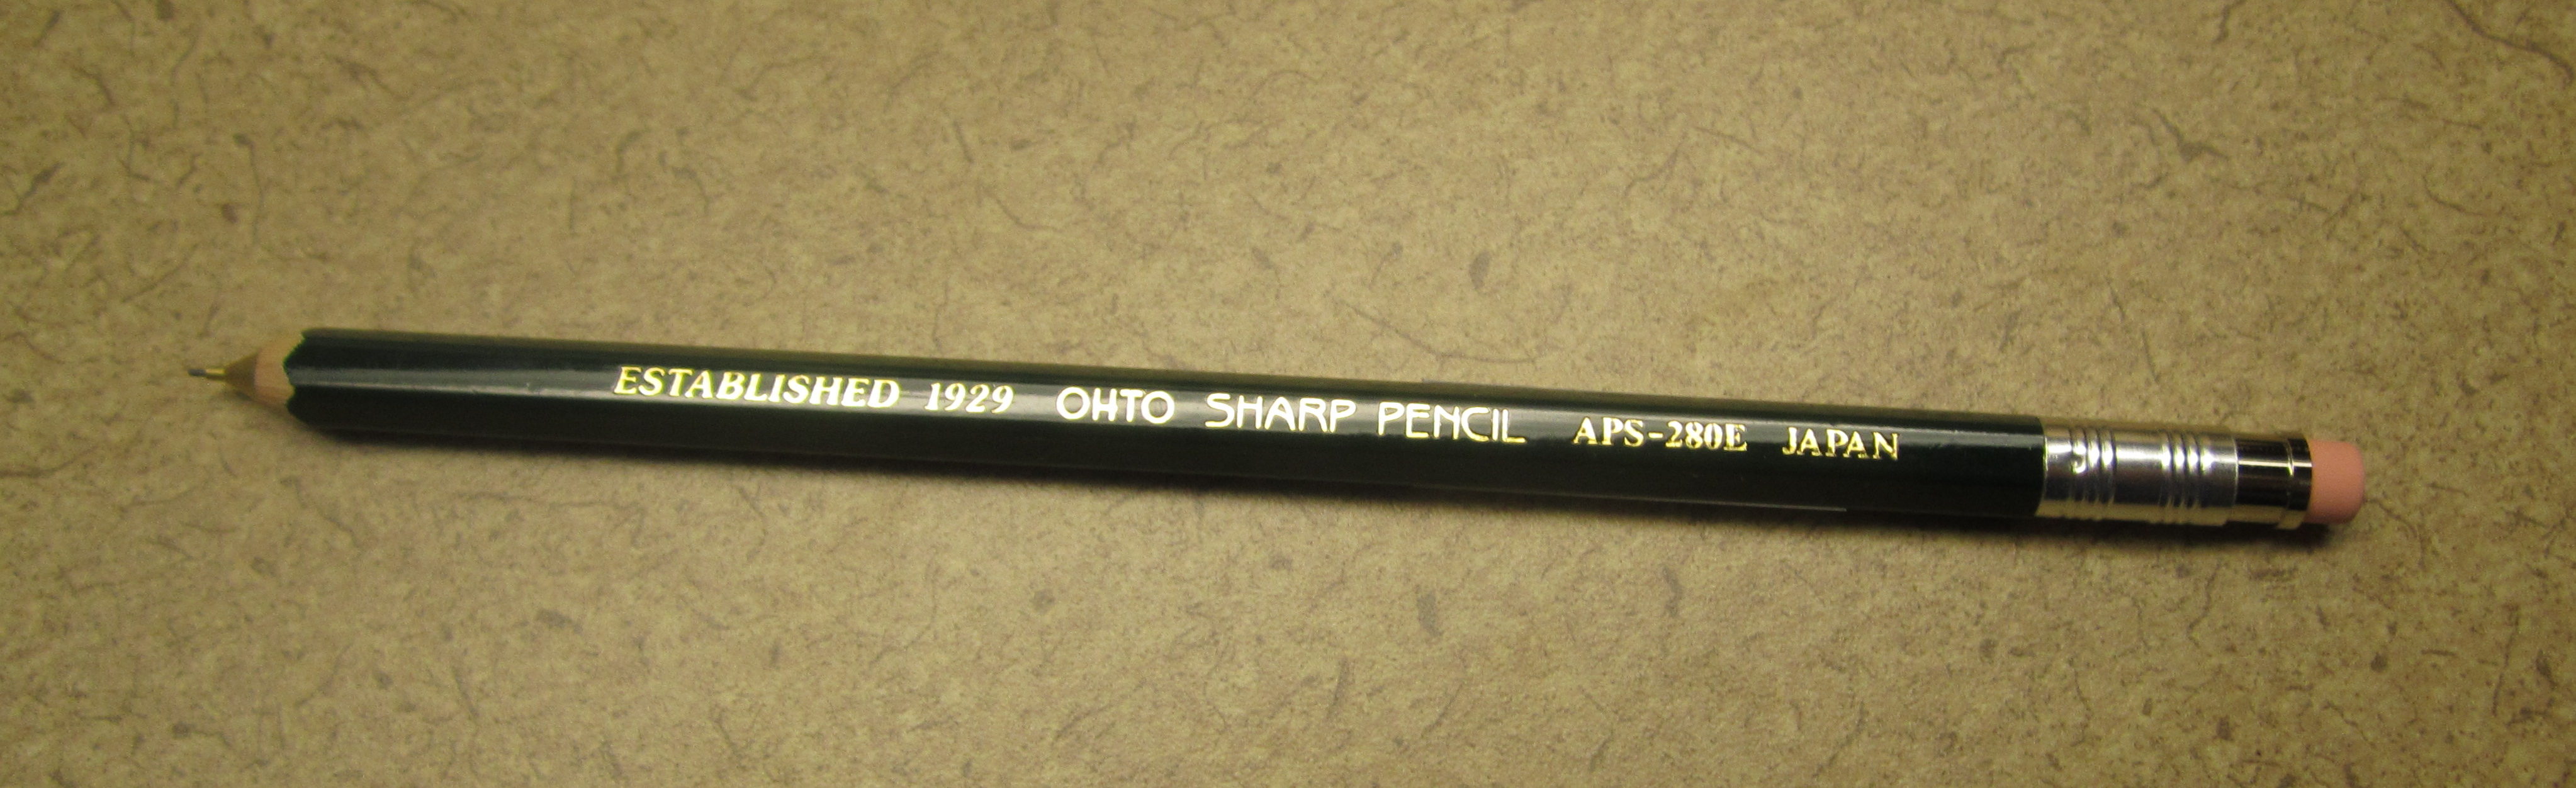 ESTABLISHED 1929 OHTO SHARP PENCIL APS-280E JAPAN